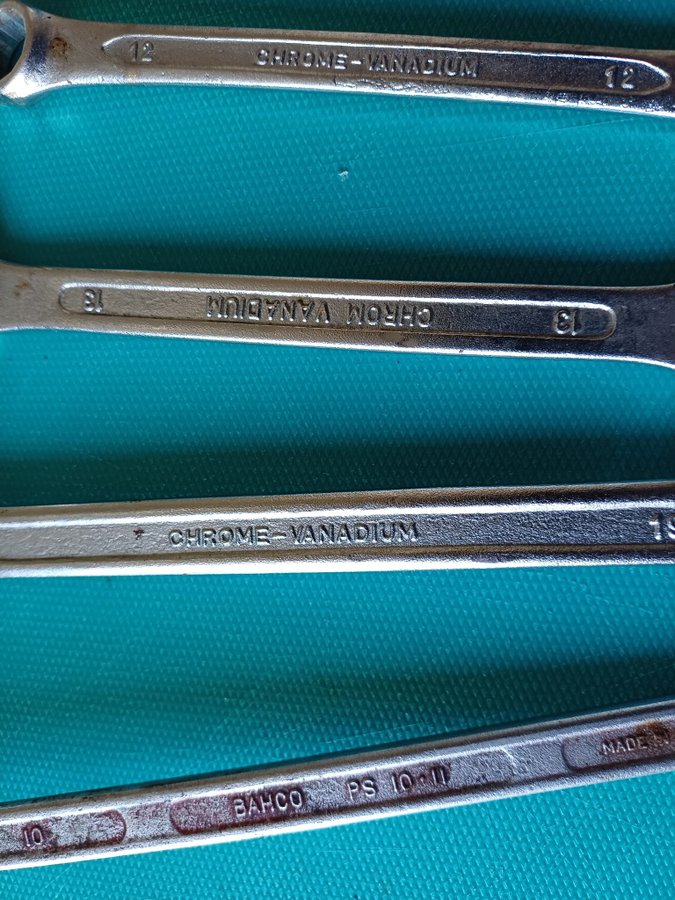 12 CHROME-VANADIUM 12
13 CHROM VANADIUM 13
CHROME-VANADIUM
10 BAHCO PS 10·11 MADE